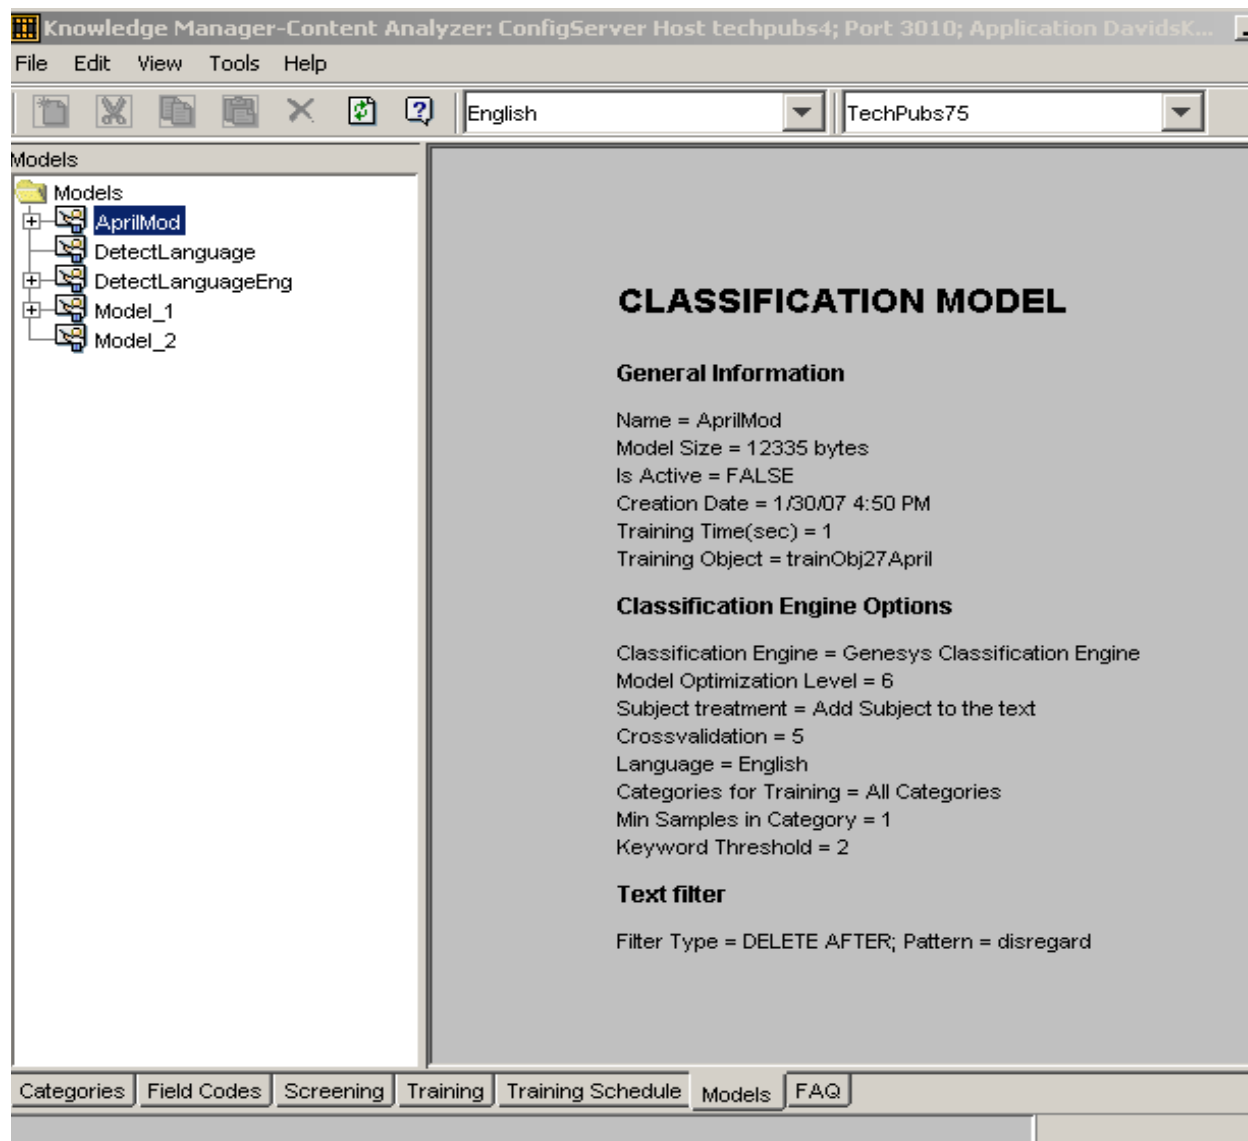 Knowledge Manager-Content Analyzer: ConfigServer Host techpubs4; Port 3010; Application DavidsK...
File Edit View Tools Help
English TechPubs75
Models
Models
AprilMod
DetectLanguage
DetectLanguageEng
Model_1
Model_2
CLASSIFICATION MODEL
General Information
Name = AprilMod
Model Size = 12335 bytes
Is Active = FALSE
Creation Date = 1/30/07 4:50 PM
Training Time(sec) = 1
Training Object = trainObj27April
Classification Engine Options
Classification Engine = Genesys Classification Engine
Model Optimization Level = 6
Subject treatment = Add Subject to the text
Crossvalidation = 5
Language = English
Categories for Training = All Categories
Min Samples in Category = 1
Keyword Threshold = 2
Text filter
Filter Type = DELETE AFTER; Pattern = disregard
Categories Field Codes Screening Training Training Schedule Models FAQ